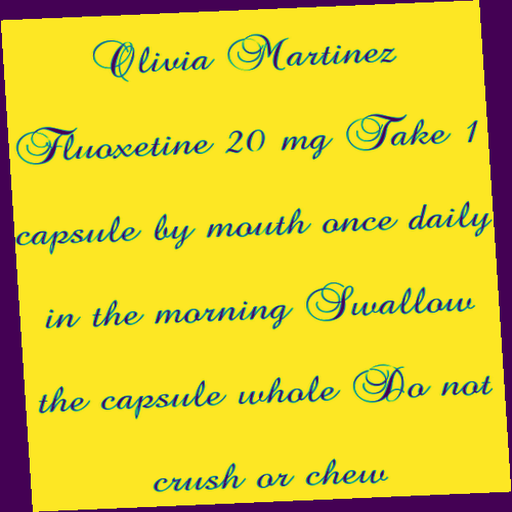 Olivia Martinez
Fluoxetine 20 mg Take 1
capsule by mouth once daily
in the morning Swallow
the capsule whole Do not
crush or chew